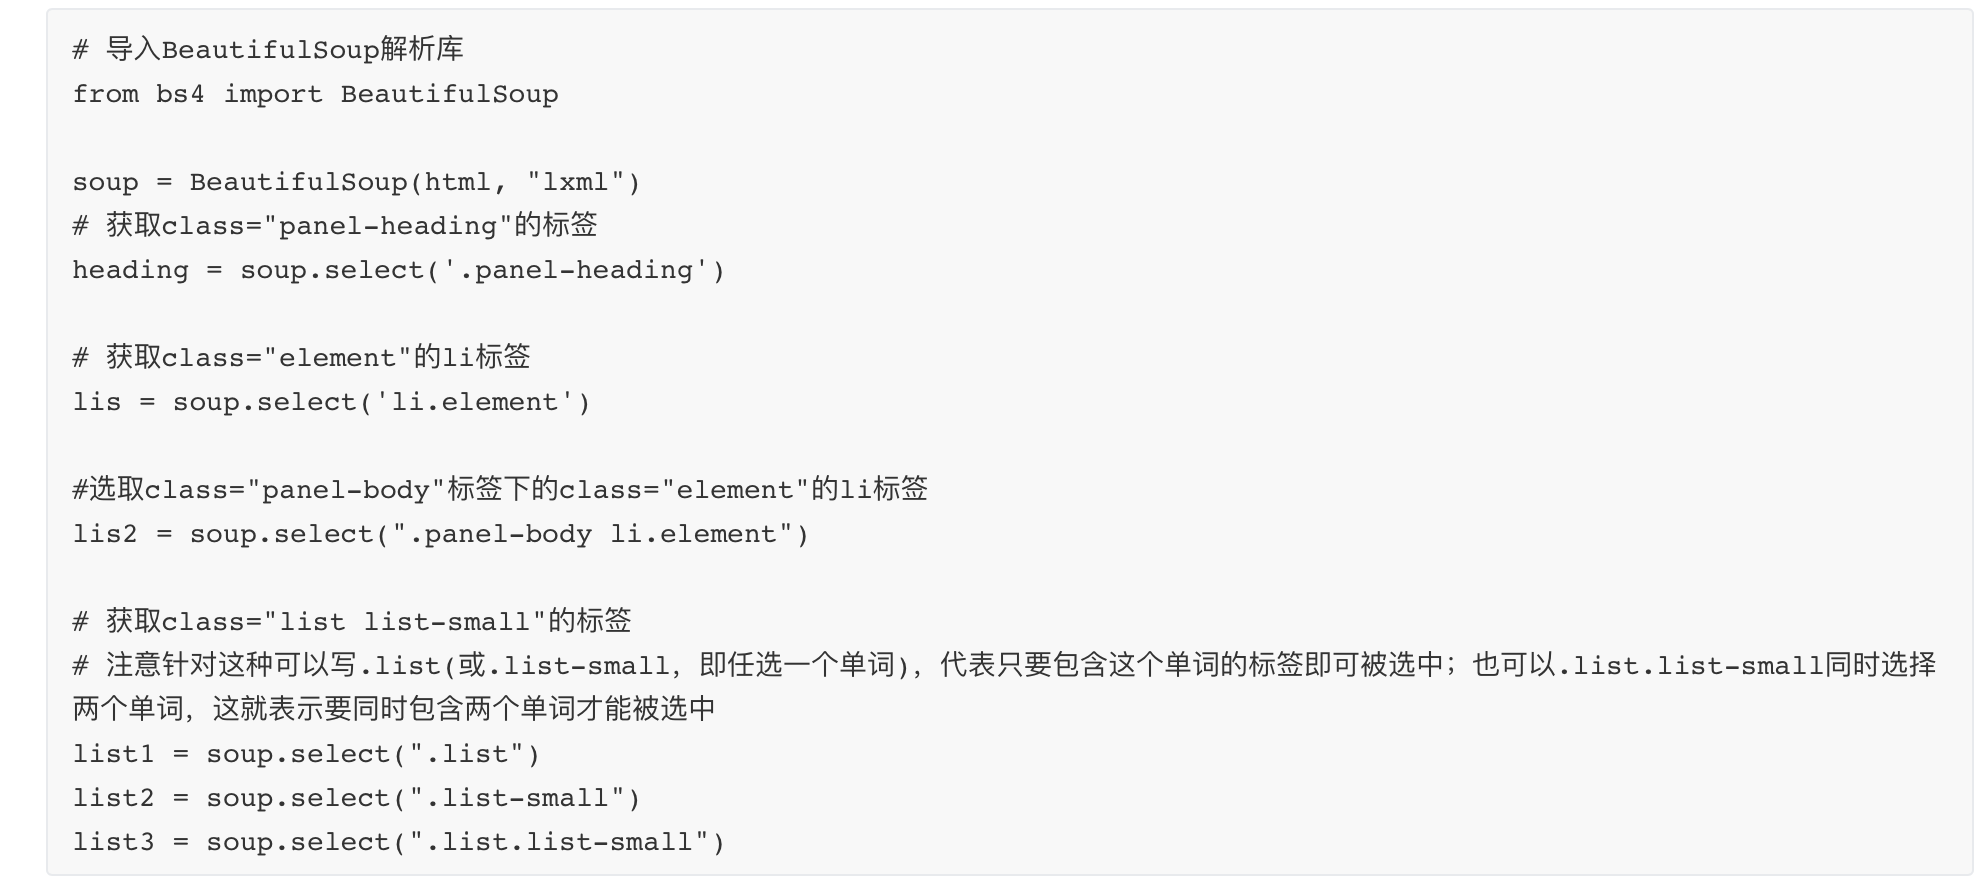 # 导入BeautifulSoup解析库
from bs4 import BeautifulSoup
soup = BeautifulSoup(html, "lxml")
# 获取class="panel-heading"的标签
heading = soup.select('.panel-heading')
# 获取class="element"的li标签
lis = soup.select('li.element')
#选取class="panel-body"标签下的class="element"的li标签
lis2 = soup.select(".panel-body li.element")
# 获取class="list list-small"的标签
# 注意针对这种可以写.list(或.list-small，即任选一个单词)，代表只要包含这个单词的标签即可被选中；也可以.list.list-small同时选择
两个单词，这就表示要同时包含两个单词才能被选中
list1 = soup.select(".list")
list2 = soup.select(".list-small")
list3 = soup.select(".list.list-small")